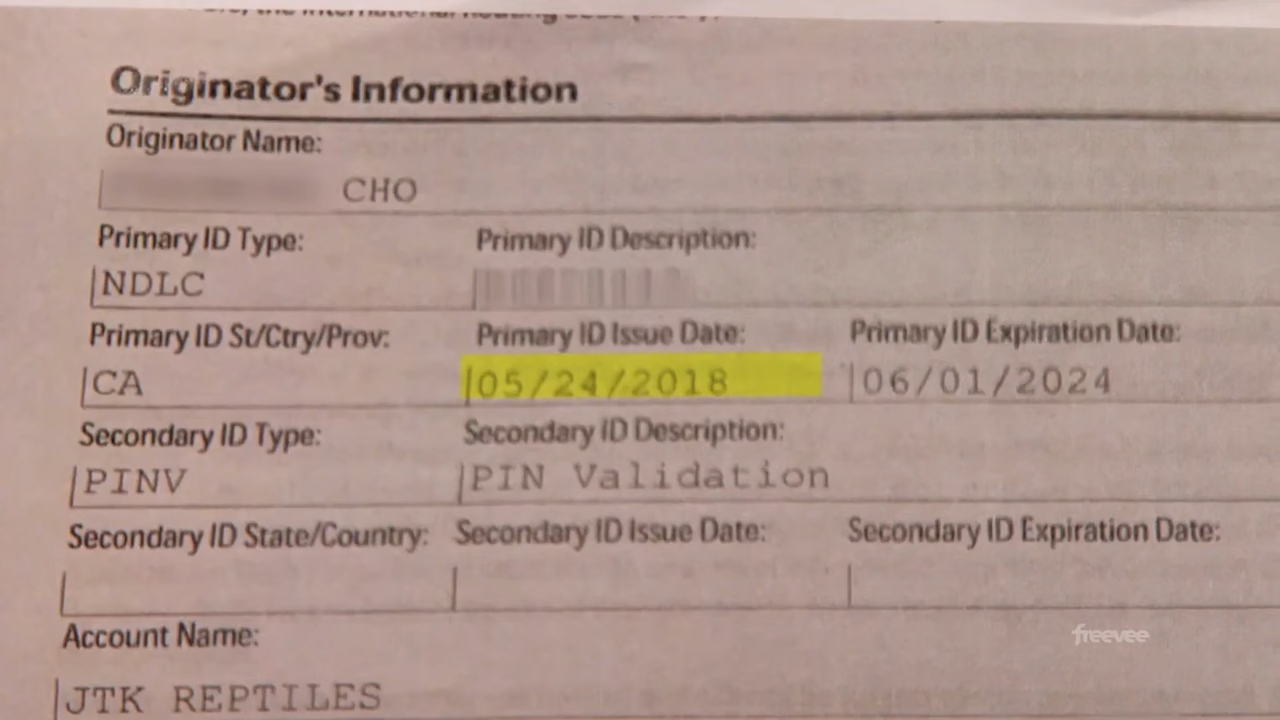 Originator's Information
Originator Name:
CHO
Primary ID Type: Primary ID Description:
NDLC
Primary ID St/Ctry/Prov: Primary ID Issue Date: Primary ID Expiration Date:
CA 05/24/2018 06/01/2024
Secondary ID Type: Secondary ID Description:
PINV PIN Validation
Secondary ID State/Country: Secondary ID Issue Date: Secondary ID Expiration Date:
Account Name:
freevee
JTK REPTILES